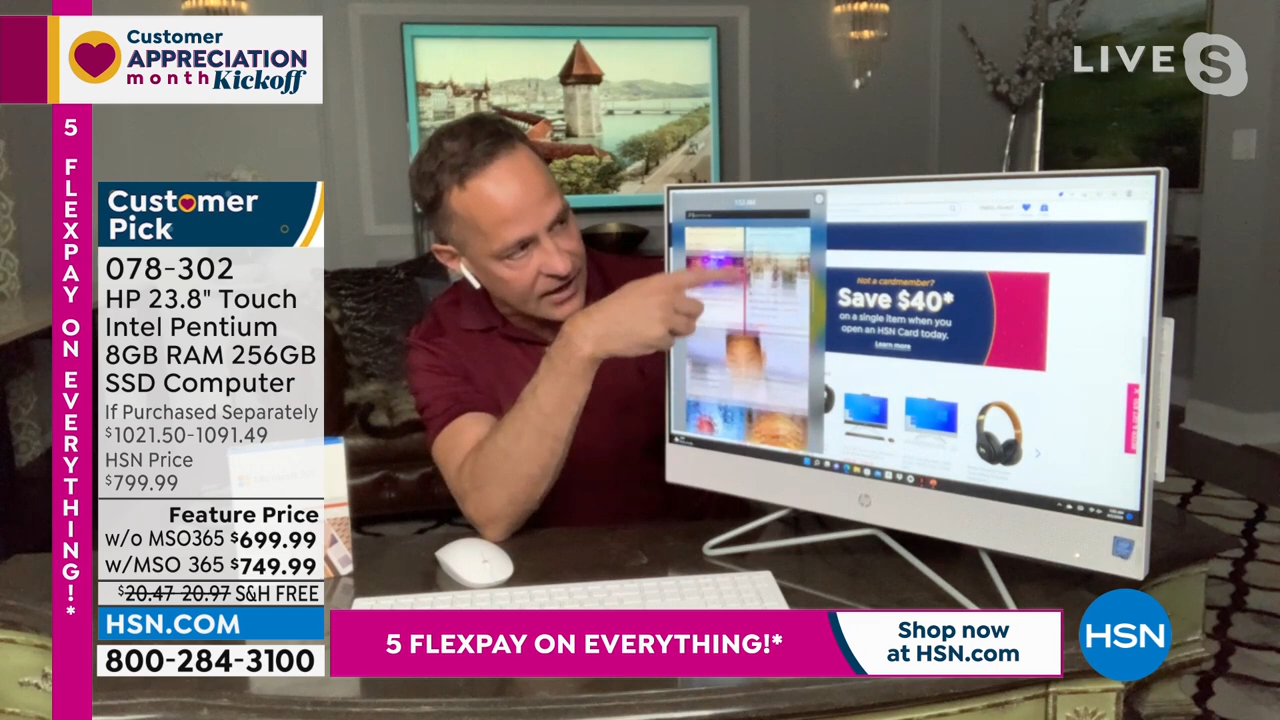 Customer
APPRECIATION
month Kickoff
LIVE S
5 FLEXPAY ON EVERYTHING!*
Customer
Pick
078-302
HP 23.8" Touch
Intel Pentium
8GB RAM 256GB
SSD Computer
If Purchased Separately
$1021.50-1091.49
HSN Price
$799.99
Feature Price
w/o MSO365 $699.99
w/MSO 365 $749.99
$20.47 20.97 S&H FREE
HSN.COM
800-284-3100
Not a cardmember?
Save $40*
on a single item when you
open an HSN Card today.
Learn more
hp
5 FLEXPAY ON EVERYTHING!*
Shop now
at HSN.com
HSN